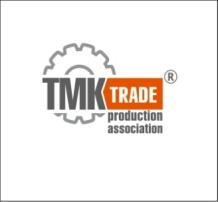 TMK TRADE ®
production
association